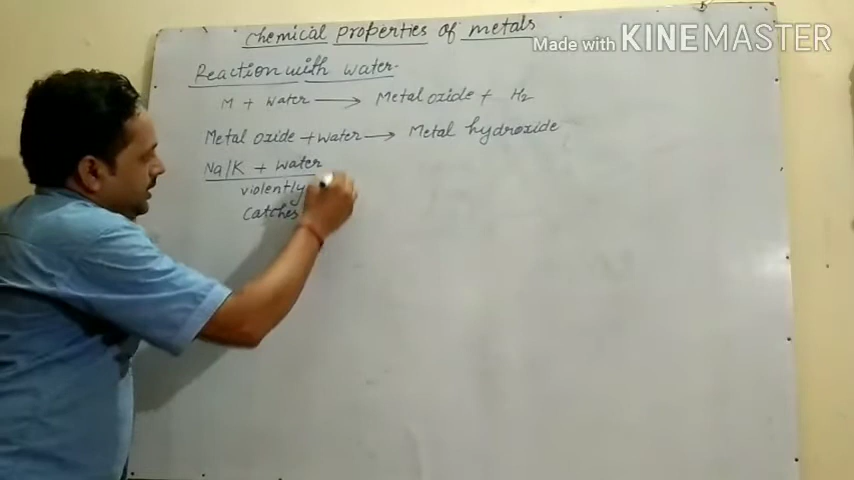 chemical properties of metals
Made with KINEMASTER
Reaction with water-
M + water → Metal oxide + H₂
Metal oxide + water → Metal hydroxide
Na/K + water
violently
Catches